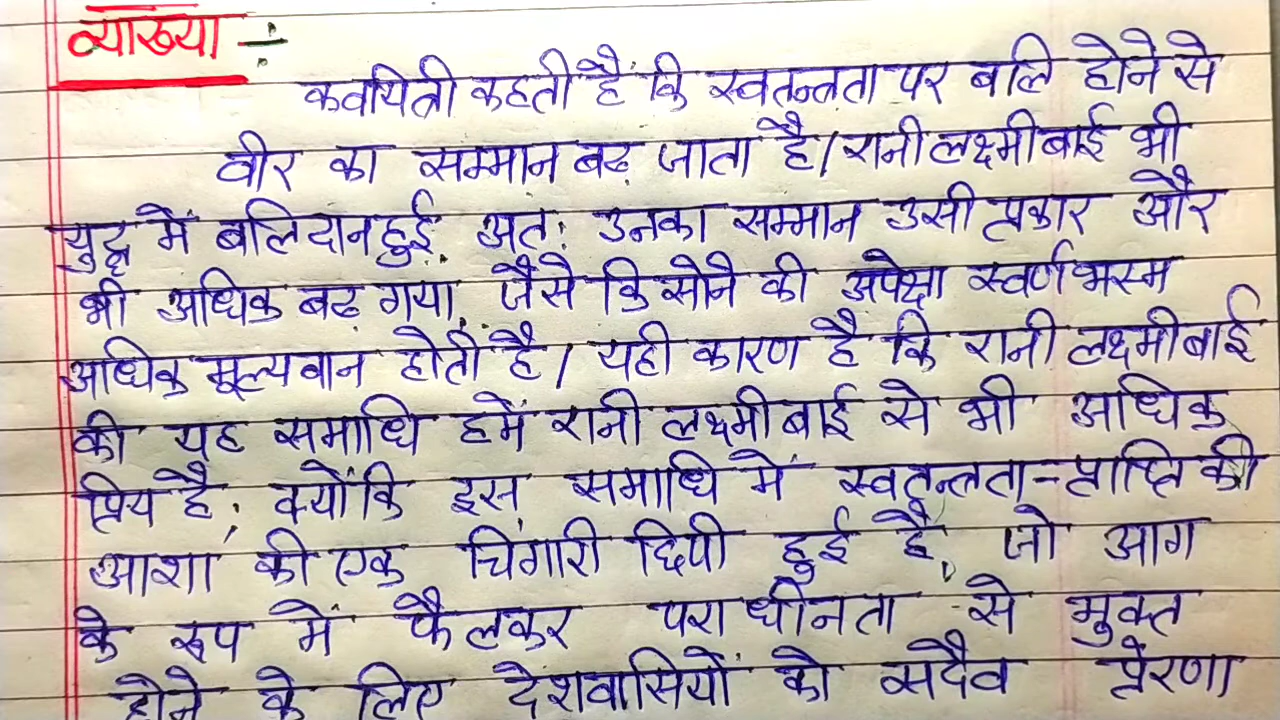 व्याख्या ÷
कवयित्री कहती है कि स्वतन्त्रता पर बलि होने से
वीर का सम्मान बढ़ जाता है। रानी लक्ष्मीबाई भी
युद्ध में बलिदान हुईं, अत: उनका सम्मान उसी प्रकार और
भी अधिक बढ़ गया, जैसे कि सोने की अपेक्षा स्वर्णभस्म
अधिक मूल्यवान होती है। यही कारण है कि रानी लक्ष्मीबाई
की यह समाधि हमें रानी लक्ष्मीबाई से भी अधिक
प्रिय है; क्योंकि इस समाधि में स्वतन्त्रता-प्राप्ति की
आशा की एक चिंगारी छिपी हुई है, जो आग
के रूप में फैलकर पराधीनता से मुक्त
होने के लिए देशवासियों को सदैव प्रेरणा